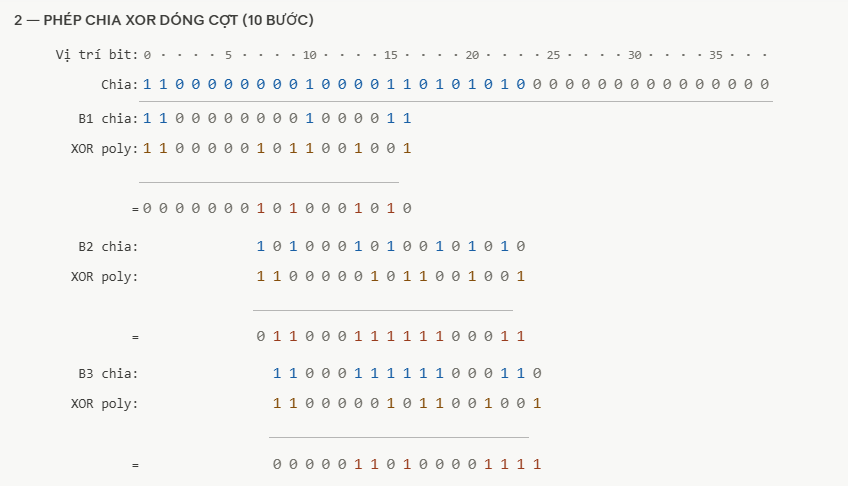 2 — PHÉP CHIA XOR DÓNG CỘT (10 BƯỚC)
Vị trí bit: 0 · · · · 5 · · · · 10 · · · · 15 · · · · 20 · · · · 25 · · · · 30 · · · · 35 · · ·
Chia: 1 1 0 0 0 0 0 0 0 0 1 0 0 0 0 1 1 0 1 0 1 0 1 0 0 0 0 0 0 0 0 0 0 0 0 0 0 0 0
B1 chia: 1 1 0 0 0 0 0 0 0 0 1 0 0 0 0 1 1
XOR poly: 1 1 0 0 0 0 0 1 0 1 1 0 0 1 0 0 1
= 0 0 0 0 0 0 0 1 0 1 0 0 0 1 0 1 0
B2 chia: 1 0 1 0 0 0 1 0 1 0 0 1 0 1 0 1 0
XOR poly: 1 1 0 0 0 0 0 1 0 1 1 0 0 1 0 0 1
= 0 1 1 0 0 0 1 1 1 1 1 1 0 0 0 1 1
B3 chia: 1 1 0 0 0 1 1 1 1 1 1 0 0 0 1 1 0
XOR poly: 1 1 0 0 0 0 0 1 0 1 1 0 0 1 0 0 1
= 0 0 0 0 0 1 1 0 1 0 0 0 0 1 1 1 1